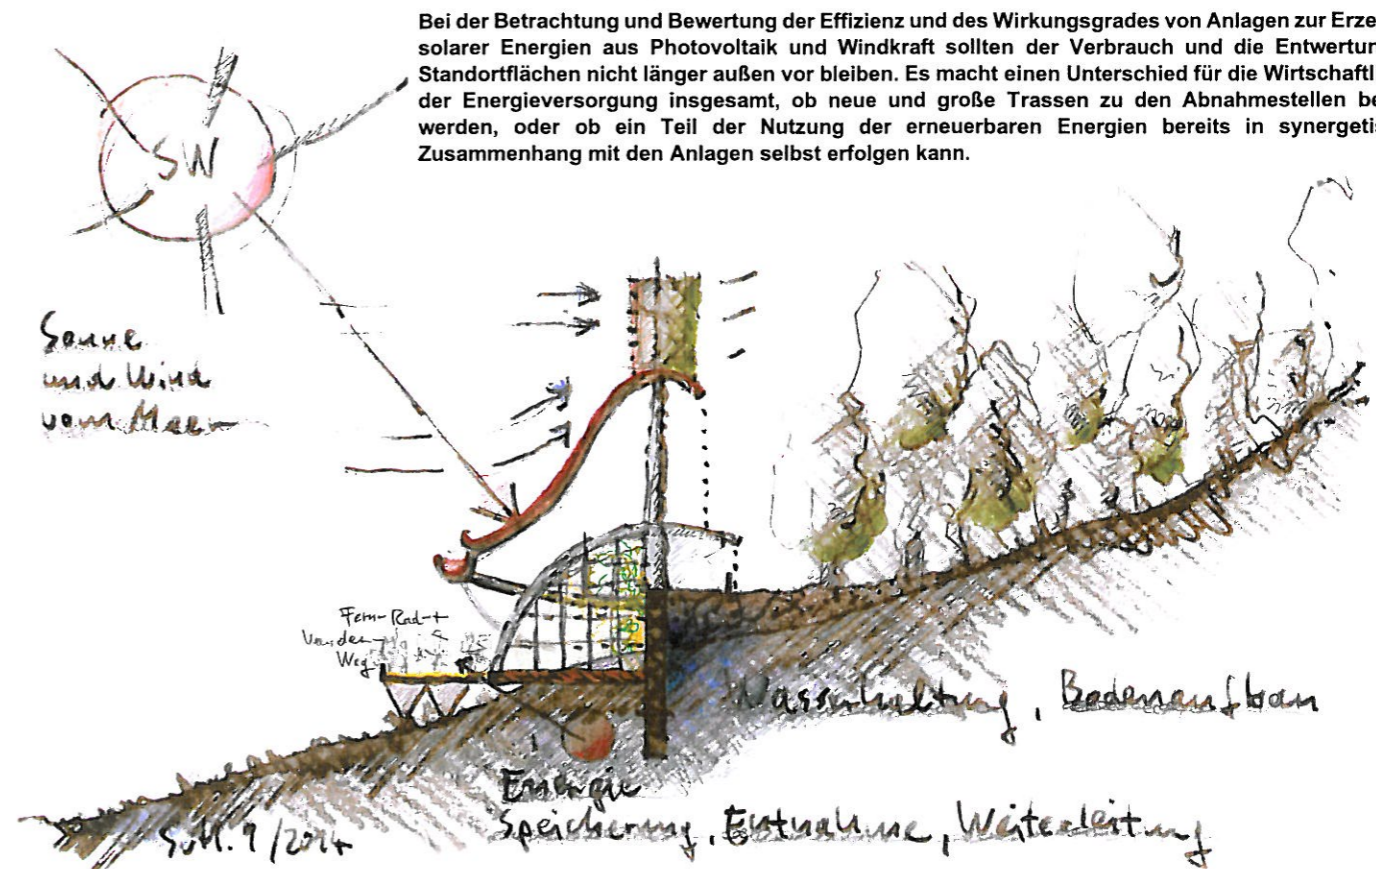 Bei der Betrachtung und Bewertung der Effizienz und des Wirkungsgrades von Anlagen zur Erze
solarer Energien aus Photovoltaik und Windkraft sollten der Verbrauch und die Entwertun
Standortflächen nicht länger außen vor bleiben. Es macht einen Unterschied für die Wirtschaftl
der Energieversorgung insgesamt, ob neue und große Trassen zu den Abnahmestellen be
werden, oder ob ein Teil der Nutzung der erneuerbaren Energien bereits in synergetis
Zusammenhang mit den Anlagen selbst erfolgen kann.
SW
Sonne
und Wind
vom Meer
Fern-Rad-+
Wander-
Weg
Wasserhaltung, Bodenaufbau
Energie
Speicherung, Entnahme, Weiterleitung
9/2014